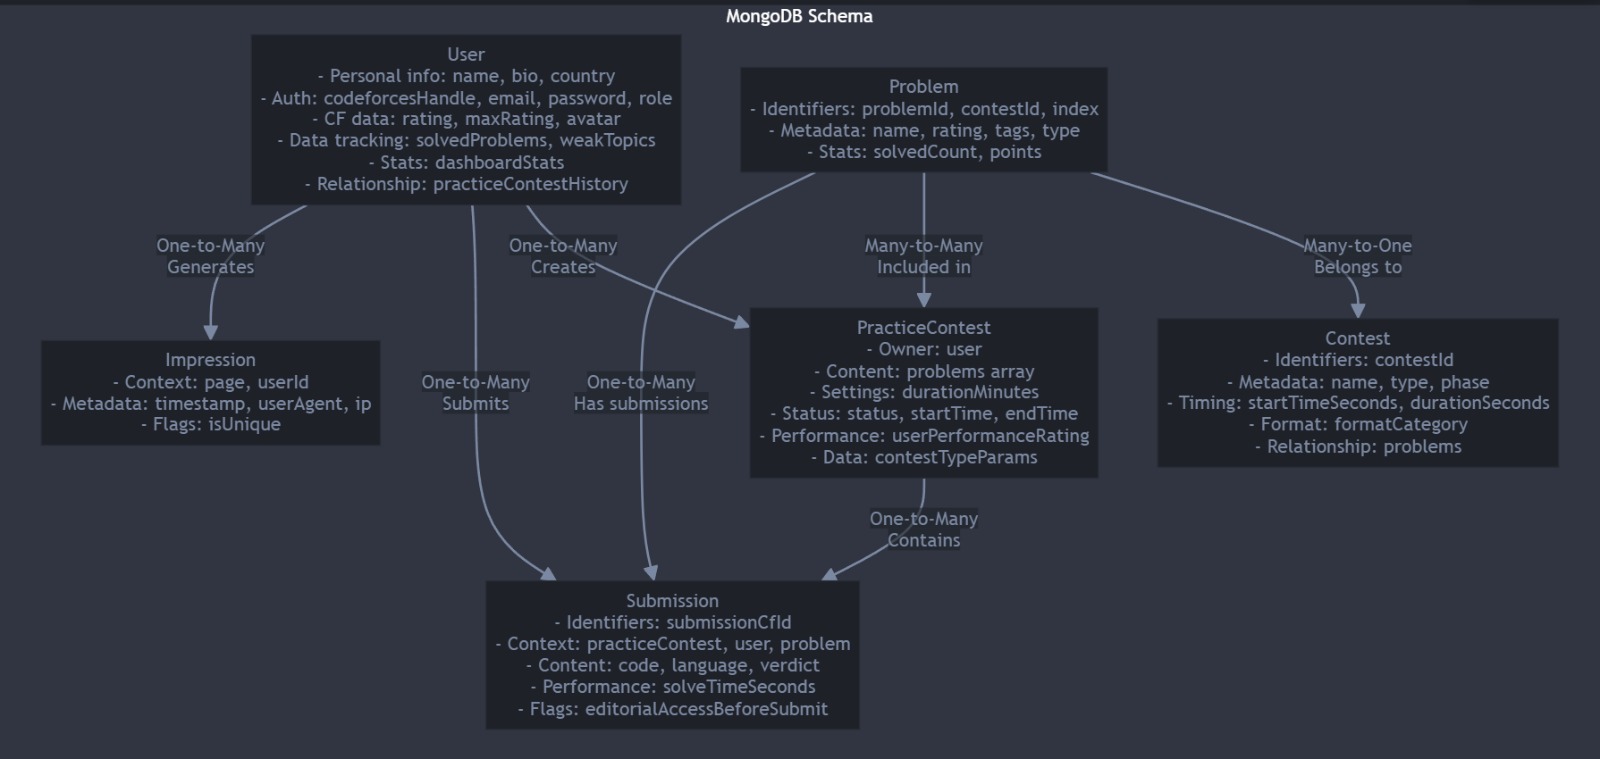 MongoDB Schema
User
- Personal info: name, bio, country
- Auth: codeforcesHandle, email, password, role
- CF data: rating, maxRating, avatar
- Data tracking: solvedProblems, weakTopics
- Stats: dashboardStats
- Relationship: practiceContestHistory
Problem
- Identifiers: problemId, contestId, index
- Metadata: name, rating, tags, type
- Stats: solvedCount, points
One-to-Many
Generates
One-to-Many
Creates
Many-to-Many
Included in
Many-to-One
Belongs to
Impression
- Context: page, userId
- Metadata: timestamp, userAgent, ip
- Flags: isUnique
One-to-Many
Submits
One-to-Many
Has submissions
PracticeContest
- Owner: user
- Content: problems array
- Settings: durationMinutes
- Status: status, startTime, endTime
- Performance: userPerformanceRating
- Data: contestTypeParams
Contest
- Identifiers: contestId
- Metadata: name, type, phase
- Timing: startTimeSeconds, durationSeconds
- Format: formatCategory
- Relationship: problems
One-to-Many
Contains
Submission
- Identifiers: submissionCfId
- Context: practiceContest, user, problem
- Content: code, language, verdict
- Performance: solveTimeSeconds
- Flags: editorialAccessBeforeSubmit